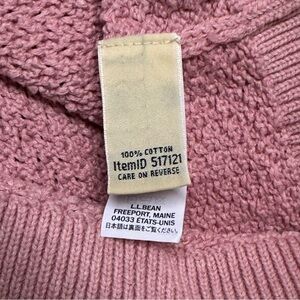 100% COTTON
ItemID 517121
CARE ON REVERSE
L.L.BEAN
FREEPORT, MAINE
04033 ÉTATS-UNIS
日本語は裏面をご覧ください